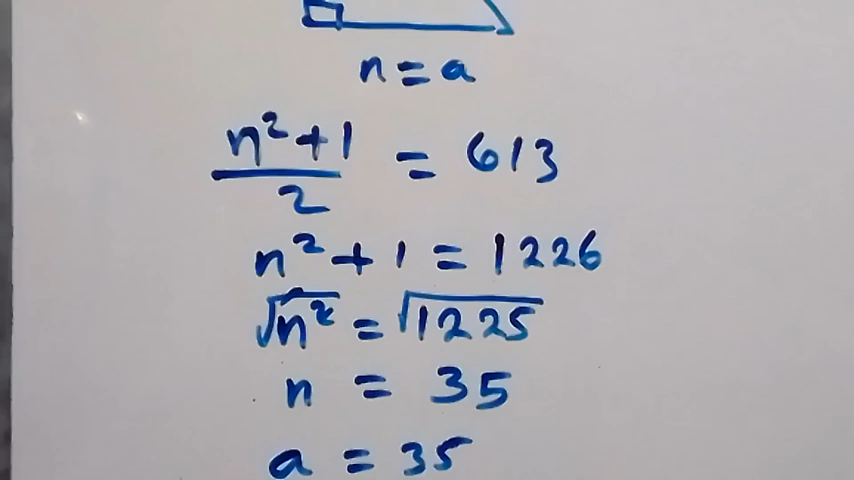 n = a
n² + 1 / 2 = 613
n² + 1 = 1226
√n² = √1225
n = 35
a = 35